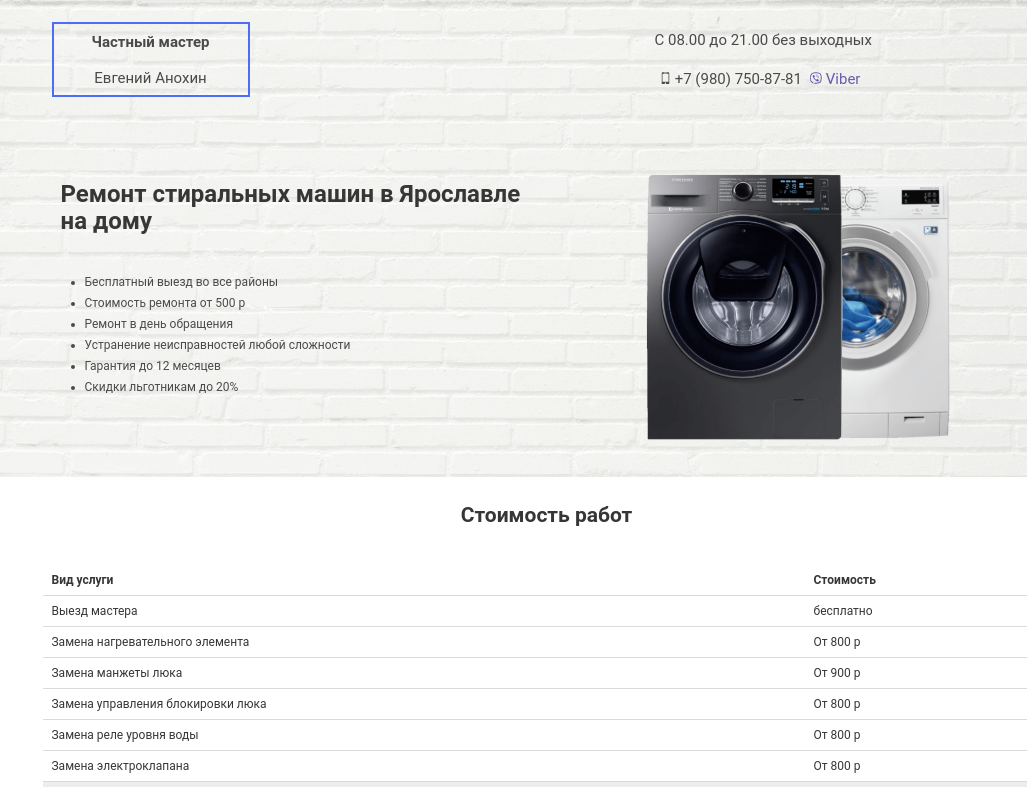 Частный мастер
Евгений Анохин
С 08.00 до 21.00 без выходных
+7 (980) 750-87-81 Viber
Ремонт стиральных машин в Ярославле
на дому
Бесплатный выезд во все районы
Стоимость ремонта от 500 р
Ремонт в день обращения
Устранение неисправностей любой сложности
Гарантия до 12 месяцев
Скидки льготникам до 20%
Стоимость работ
Вид услуги Стоимость
Выезд мастера бесплатно
Замена нагревательного элемента От 800 р
Замена манжеты люка От 900 р
Замена управления блокировки люка От 800 р
Замена реле уровня воды От 800 р
Замена электроклапана От 800 р